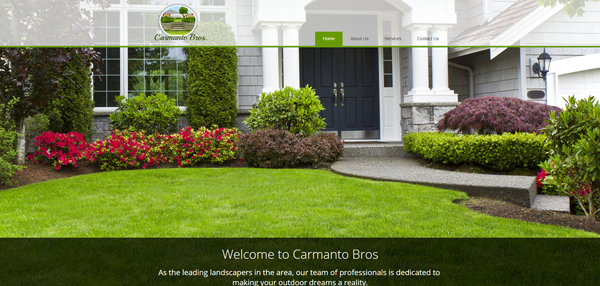 Carmanto Bros.
Home About Us Services Contact Us
Welcome to Carmanto Bros
As the leading landscapers in the area, our team of professionals is dedicated to
making your outdoor dreams a reality.